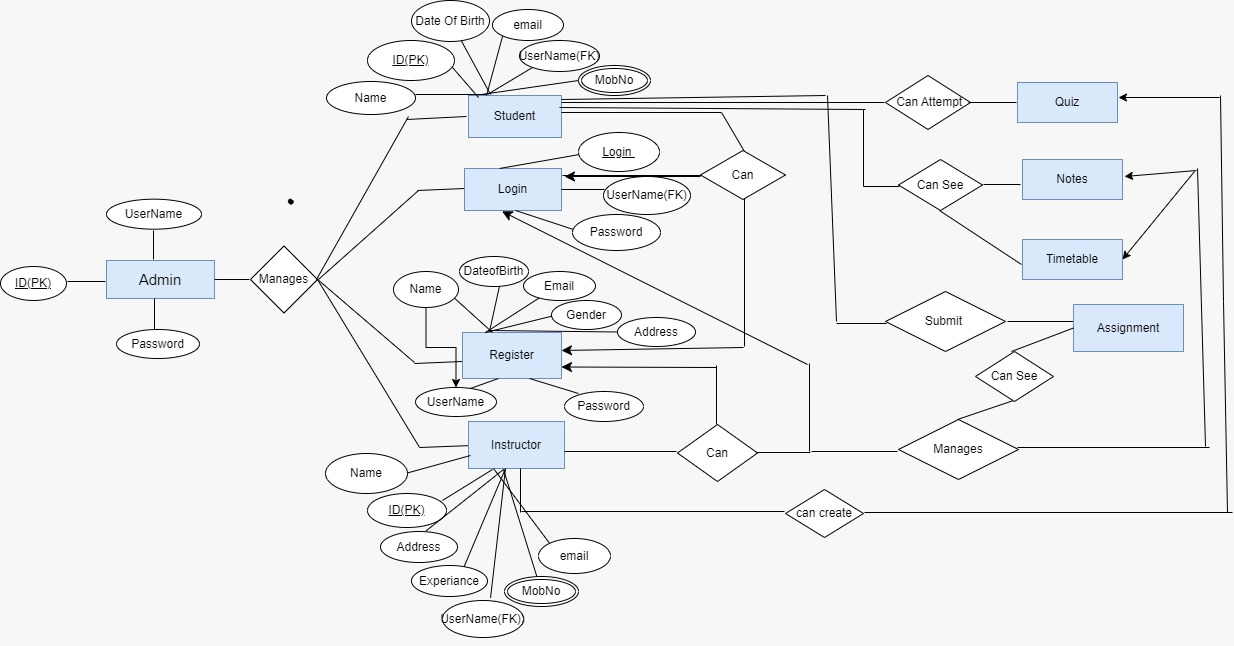 Date Of Birth
email
ID(PK)
UserName(FK)
MobNo
Name
Student
Can Attempt
Quiz
Login
Login
UserName(FK)
Password
Can
Can See
Notes
Timetable
UserName
Admin
ID(PK)
Password
Manages
DateofBirth
Name
Email
Gender
Address
Register
UserName
Password
Submit
Assignment
Can See
Instructor
Can
Manages
can create
Name
ID(PK)
Address
Experiance
UserName(FK)
MobNo
email